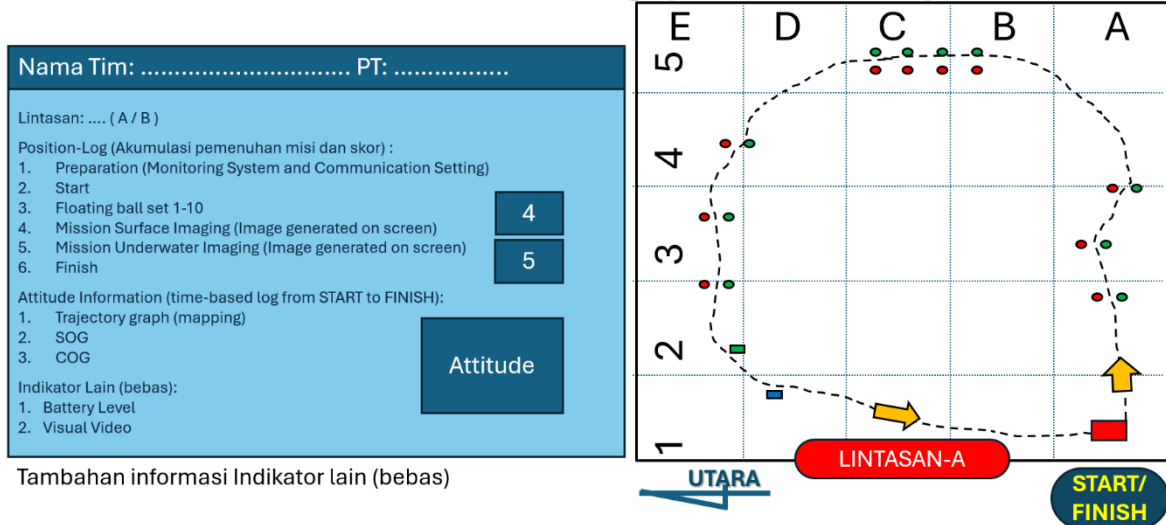 Nama Tim: ............................. PT: ................
Lintasan: .... ( A / B )
Position-Log (Akumulasi pemenuhan misi dan skor) :
1. Preparation (Monitoring System and Communication Setting)
2. Start
3. Floating ball set 1-10
4. Mission Surface Imaging (Image generated on screen)
5. Mission Underwater Imaging (Image generated on screen)
6. Finish
4
5
Attitude Information (time-based log from START to FINISH):
1. Trajectory graph (mapping)
2. SOG
3. COG
Attitude
Indikator Lain (bebas):
1. Battery Level
2. Visual Video
Tambahan informasi Indikator lain (bebas)
E D C B A
5
4
3
2
1
LINTASAN-A
UTARA
START/
FINISH